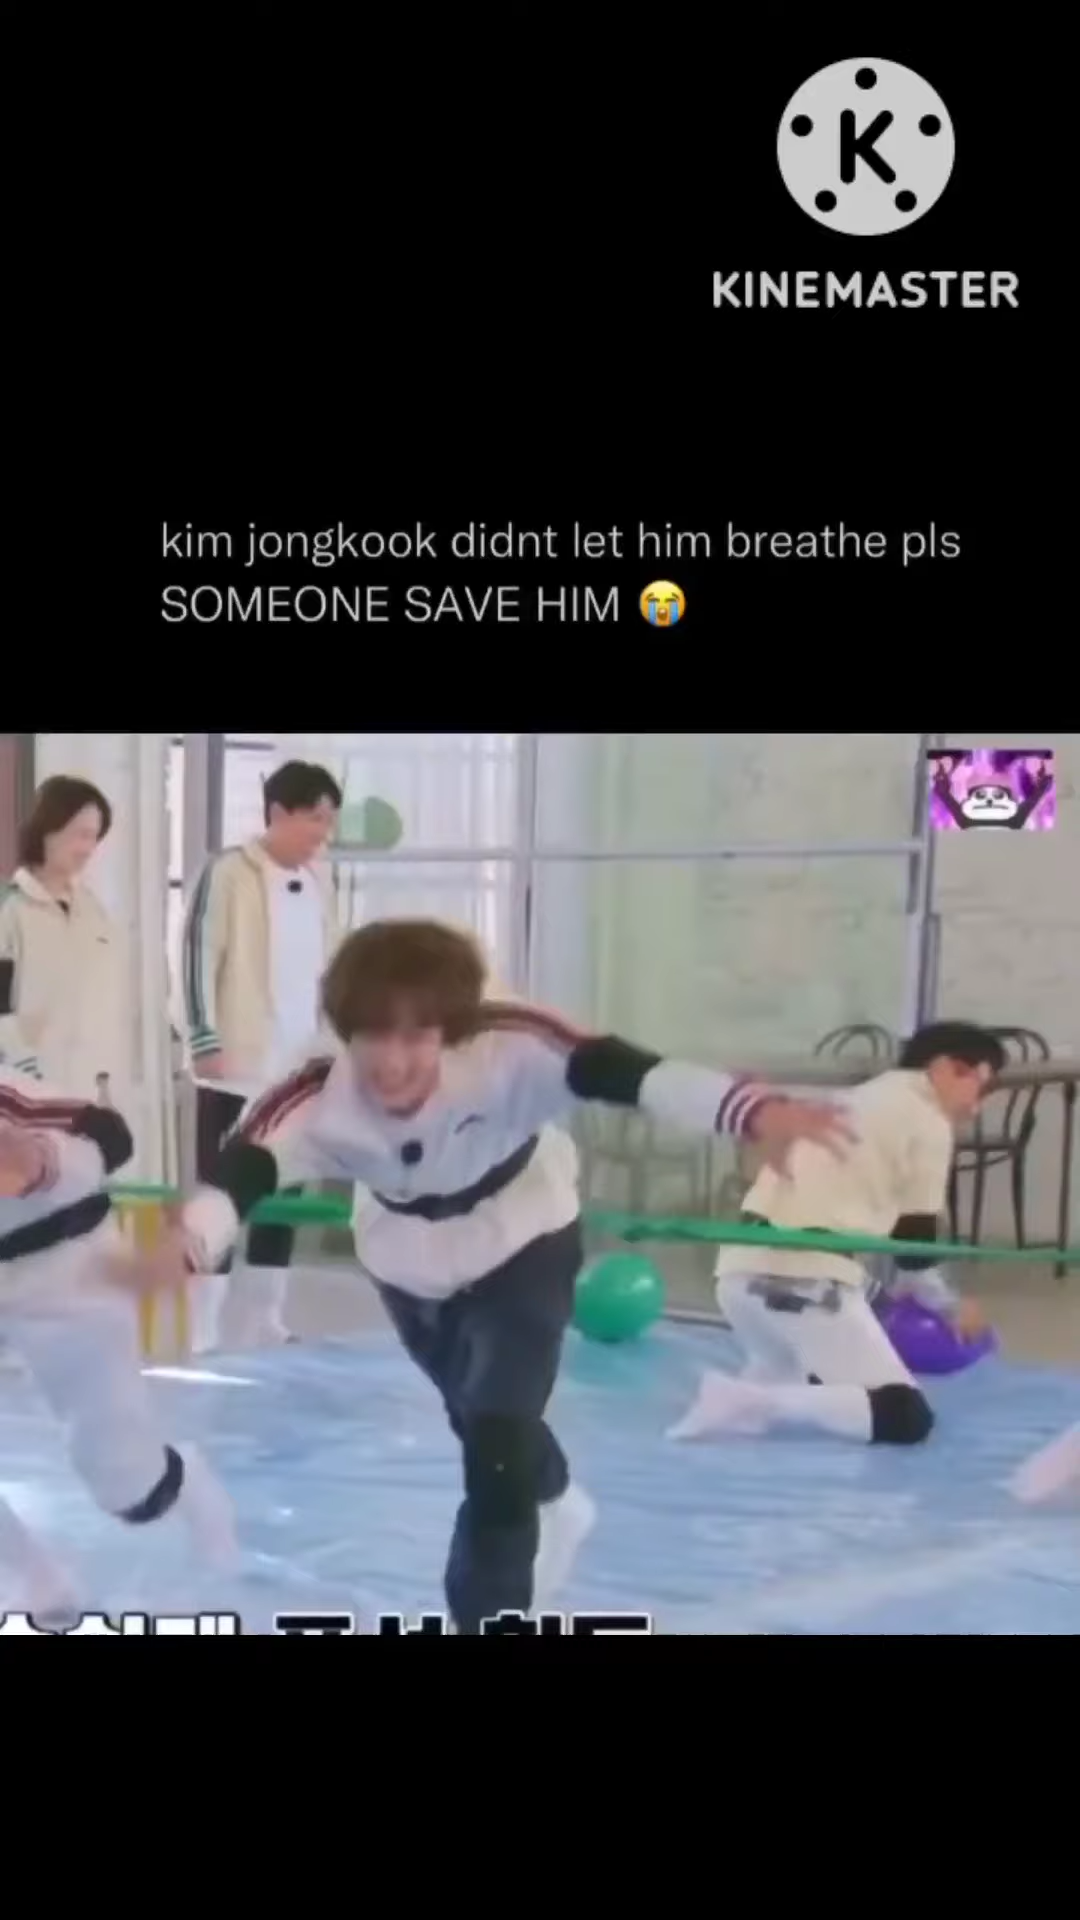 K
KINEMASTER
kim jongkook didnt let him breathe pls
SOMEONE SAVE HIM 😭